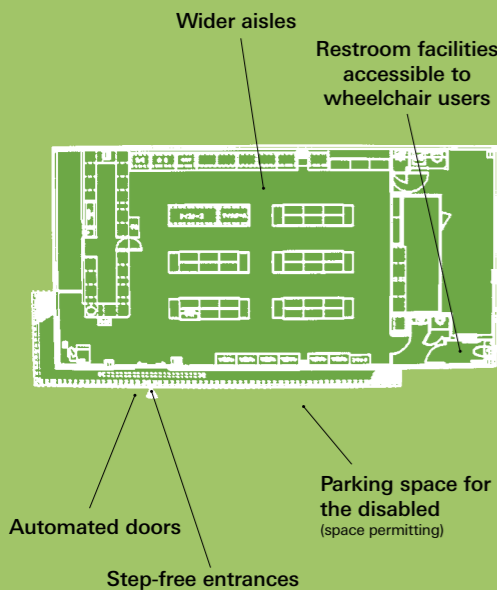 Wider aisles
Restroom facilities
accessible to
wheelchair users
Parking space for
the disabled
(space permitting)
Automated doors
Step-free entrances